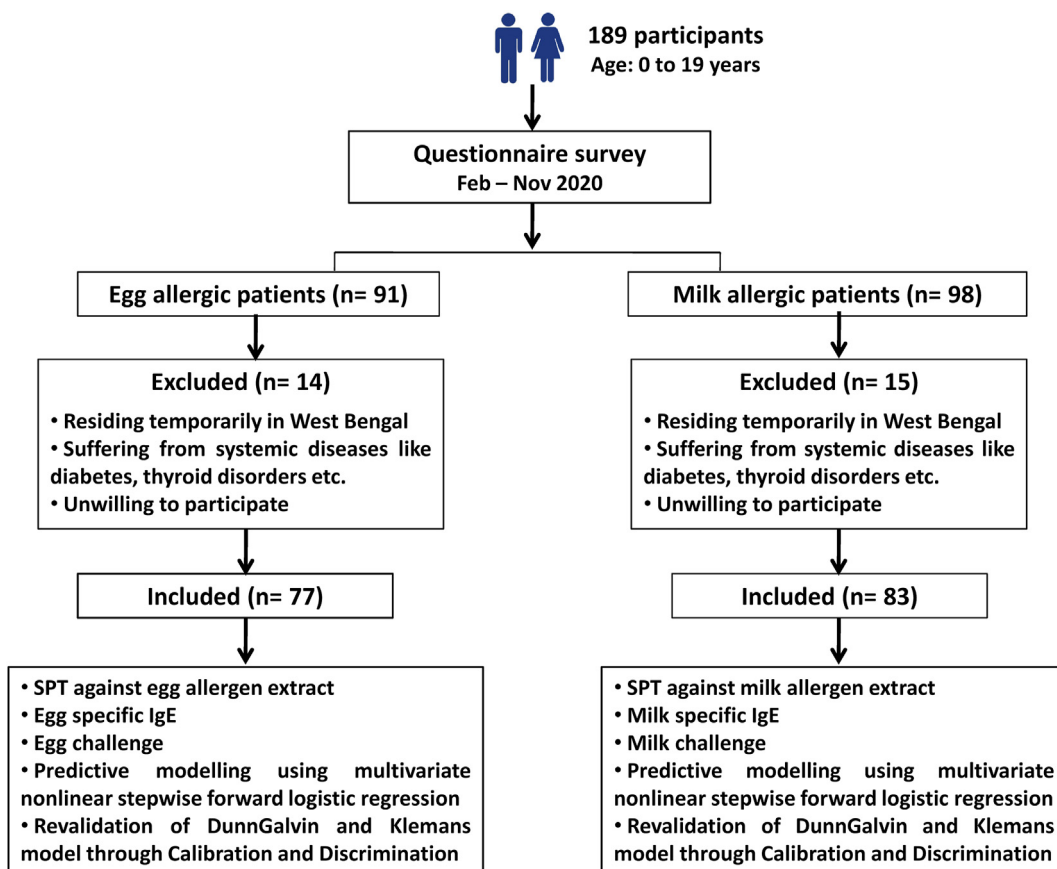 189 participants
Age: 0 to 19 years
Questionnaire survey
Feb – Nov 2020
Egg allergic patients (n= 91)
Excluded (n= 14)
• Residing temporarily in West Bengal
• Suffering from systemic diseases like
diabetes, thyroid disorders etc.
• Unwilling to participate
Included (n= 77)
• SPT against egg allergen extract
• Egg specific IgE
• Egg challenge
• Predictive modelling using multivariate
nonlinear stepwise forward logistic regression
• Revalidation of DunnGalvin and Klemans
model through Calibration and Discrimination
Milk allergic patients (n= 98)
Excluded (n= 15)
• Residing temporarily in West Bengal
• Suffering from systemic diseases like
diabetes, thyroid disorders etc.
• Unwilling to participate
Included (n= 83)
• SPT against milk allergen extract
• Milk specific IgE
• Milk challenge
• Predictive modelling using multivariate
nonlinear stepwise forward logistic regression
• Revalidation of DunnGalvin and Klemans
model through Calibration and Discrimination